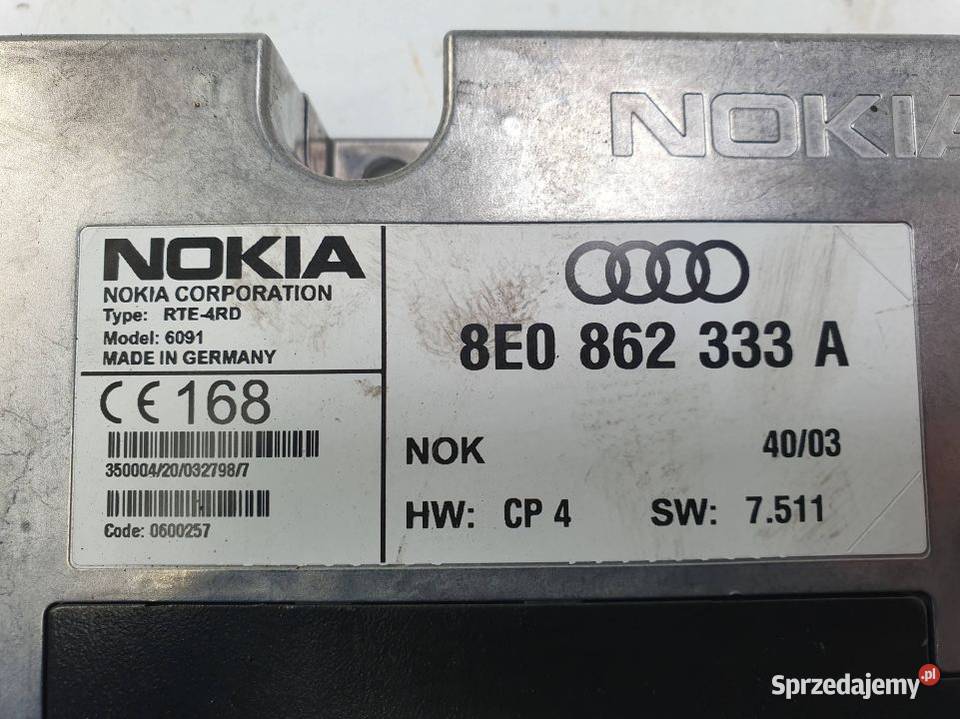 NOKIA
NOKIA
NOKIA CORPORATION
Type: RTE-4RD
Model: 6091
MADE IN GERMANY
CE 168
350004/20/032798/7
Code: 0600257
8E0 862 333 A
NOK 40/03
HW: CP 4 SW: 7.511
Sprzedajemy.pl